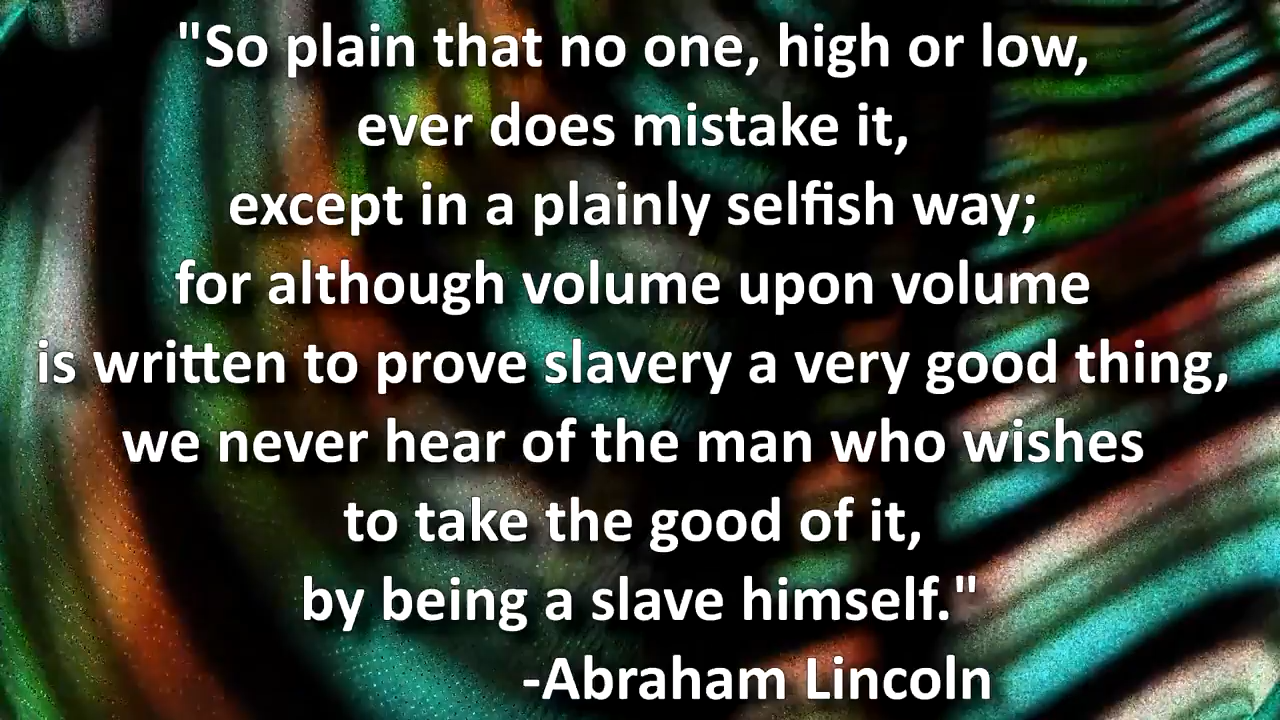 "So plain that no one, high or low,
ever does mistake it,
except in a plainly selfish way;
for although volume upon volume
is written to prove slavery a very good thing,
we never hear of the man who wishes
to take the good of it,
by being a slave himself."
-Abraham Lincoln